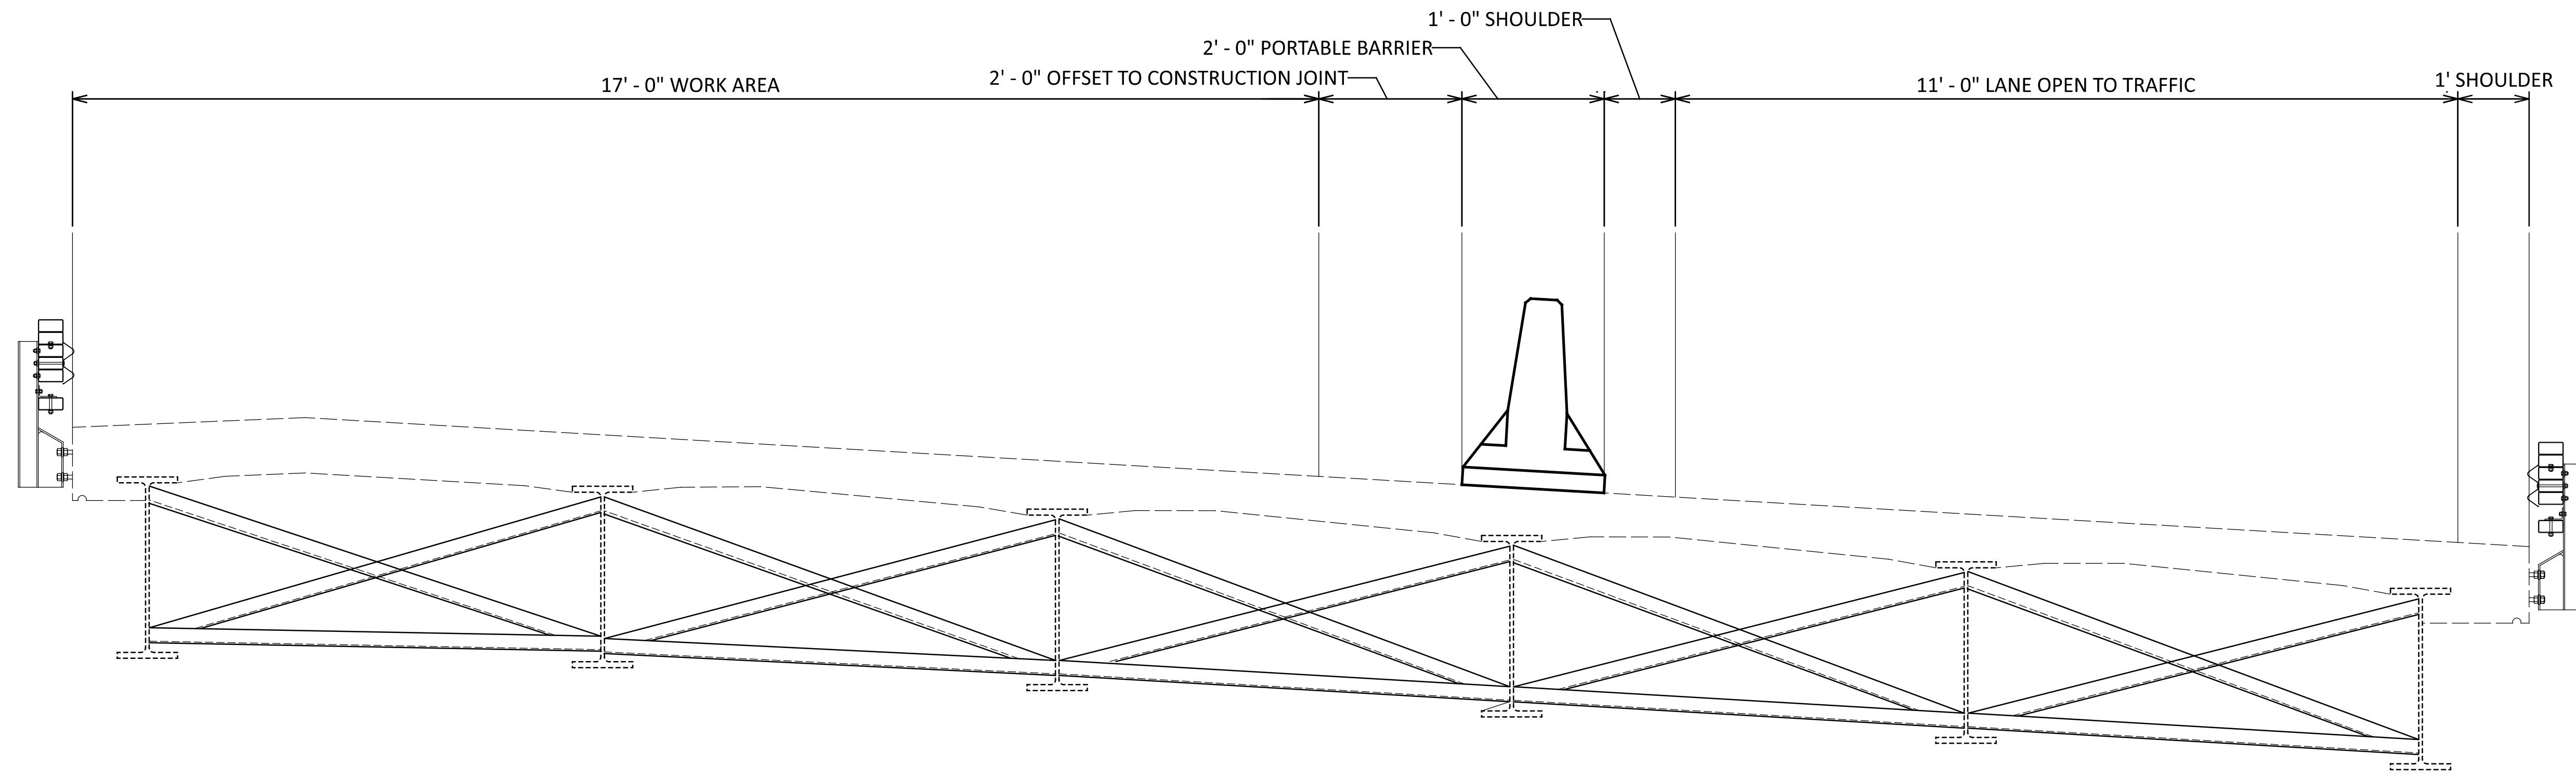 1' - 0" SHOULDER
2' - 0" PORTABLE BARRIER
2' - 0" OFFSET TO CONSTRUCTION JOINT
17' - 0" WORK AREA
11' - 0" LANE OPEN TO TRAFFIC
1' SHOULDER